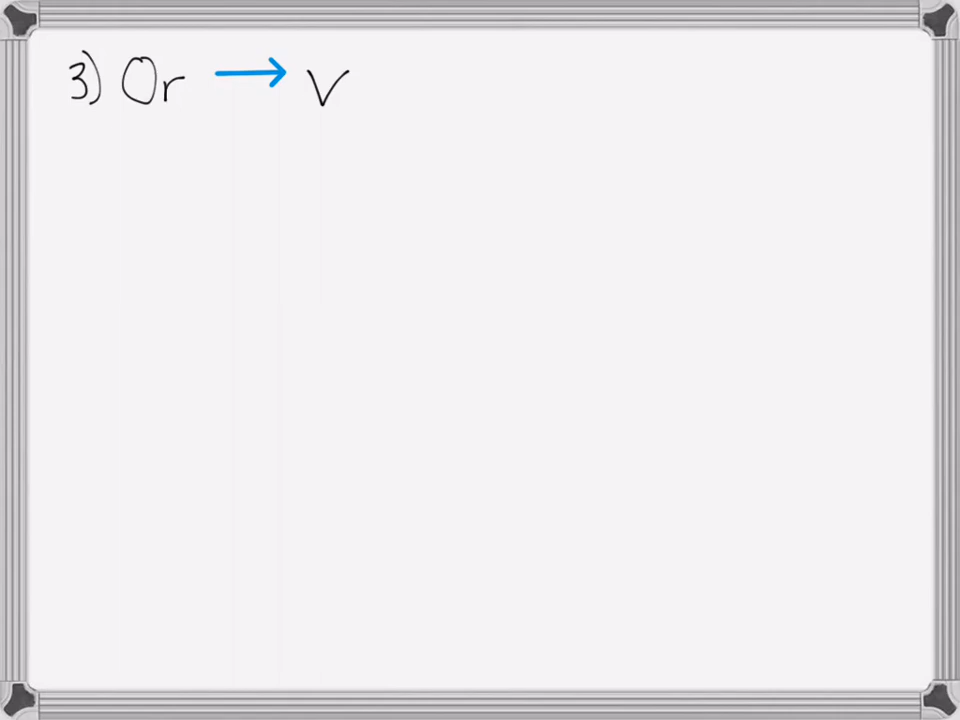 3) Or → V